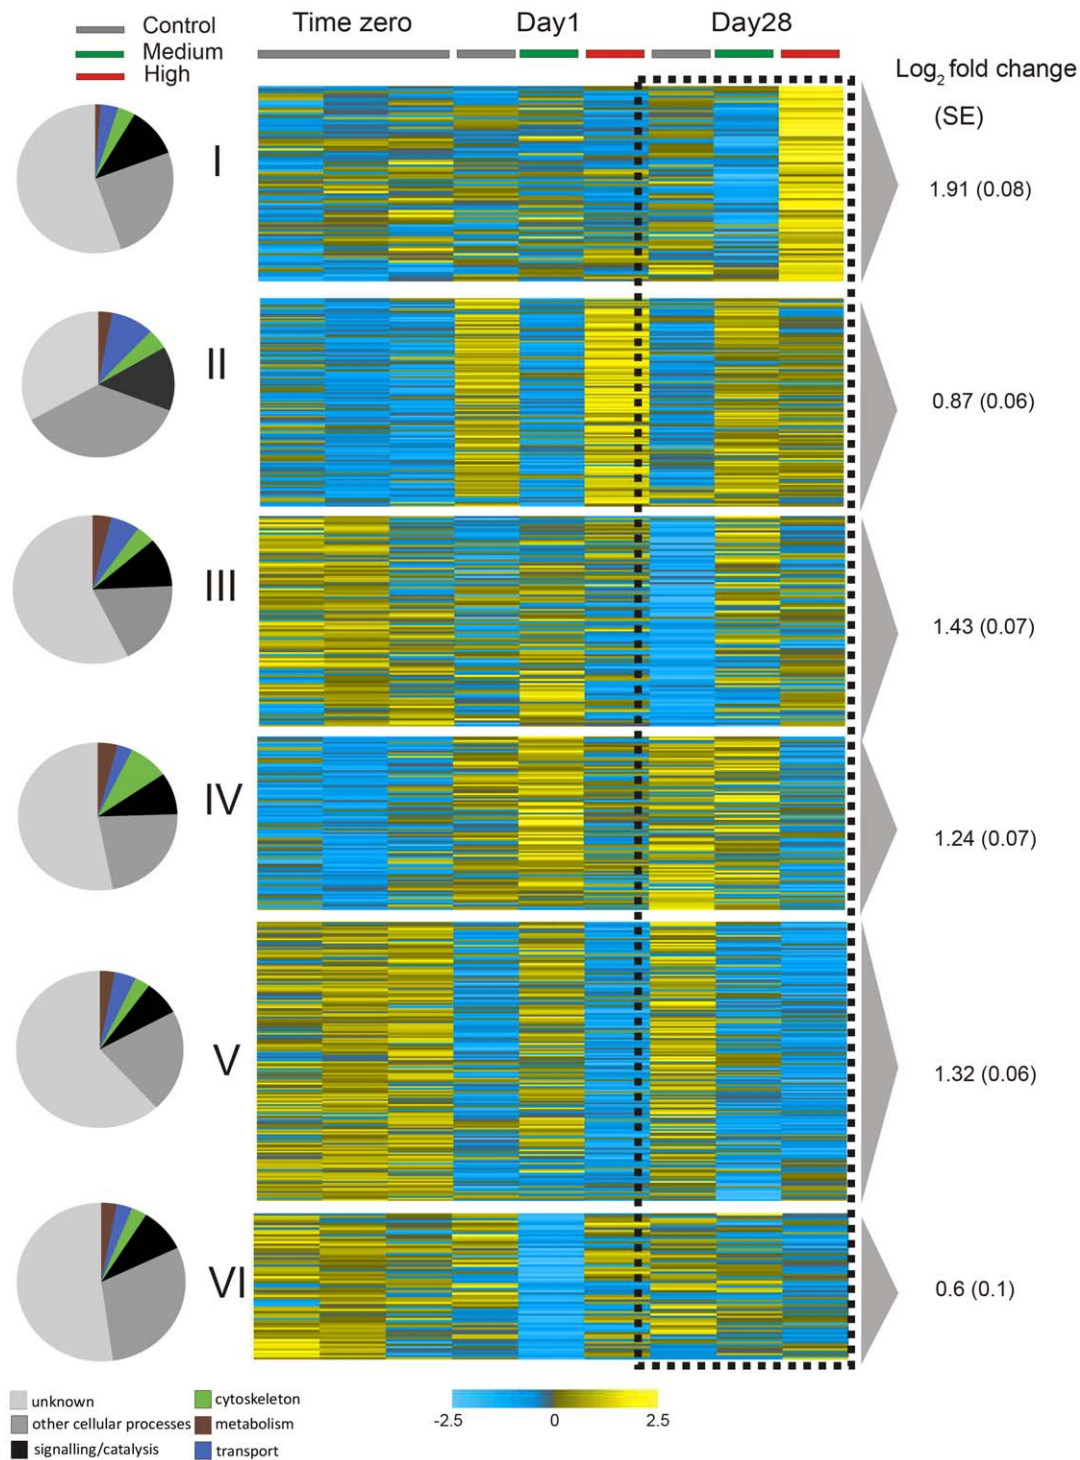 Time zero Day1 Day28
Control
Medium
High
Log2 fold change
(SE)
I
1.91 (0.08)
II
0.87 (0.06)
III
1.43 (0.07)
IV
1.24 (0.07)
V
1.32 (0.06)
VI
0.6 (0.1)
unknown
other cellular processes
signalling/catalysis
cytoskeleton
metabolism
transport
-2.5 0 2.5